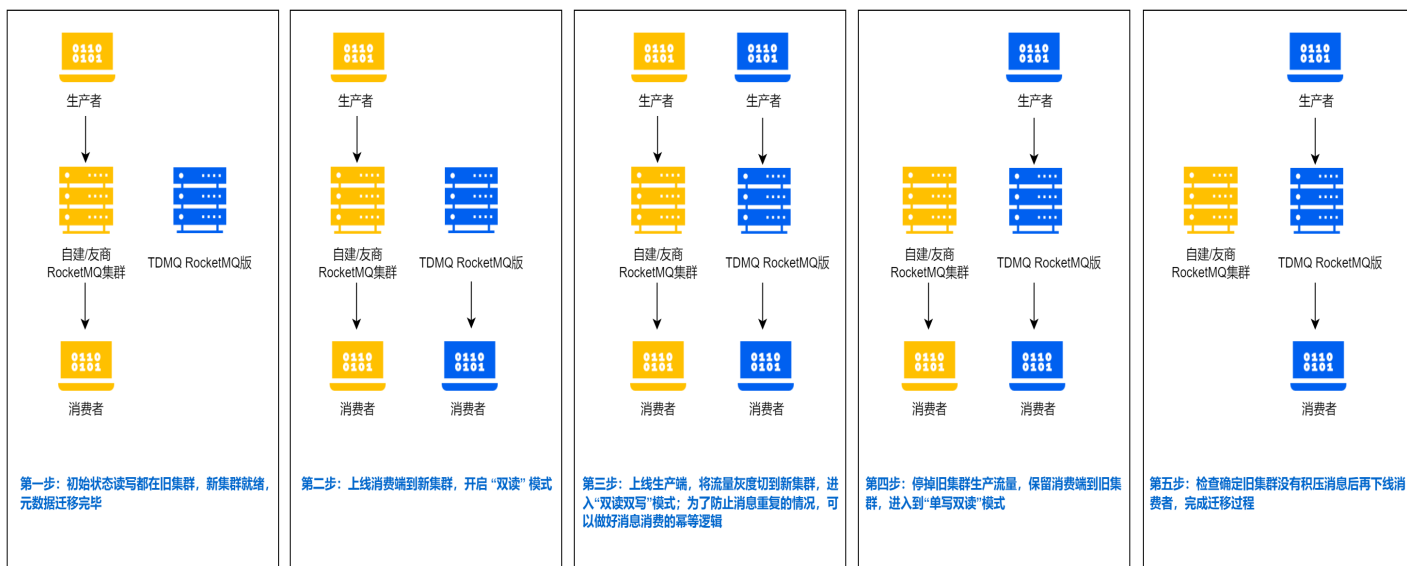 0110
0101
生产者
自建/友商
RocketMQ集群
TDMQ RocketMQ版
0110
0101
消费者
第一步：初始状态读写都在旧集群，新集群就绪，
元数据迁移完毕
0110
0101
生产者
自建/友商
RocketMQ集群
TDMQ RocketMQ版
0110
0101
消费者
0110
0101
消费者
第二步：上线消费端到新集群，开启 “双读” 模式
0110
0101
生产者
0110
0101
生产者
自建/友商
RocketMQ集群
TDMQ RocketMQ版
0110
0101
消费者
0110
0101
消费者
第三步：上线生产端，将流量灰度切到新集群，进
入“双读双写”模式；为了防止消息重复的情况，可
以做好消息消费的幂等逻辑
0110
0101
生产者
自建/友商
RocketMQ集群
TDMQ RocketMQ版
0110
0101
消费者
0110
0101
消费者
第四步：停掉旧集群生产流量，保留消费端到旧集
群，进入到“单写双读”模式
0110
0101
生产者
自建/友商
RocketMQ集群
TDMQ RocketMQ版
0110
0101
消费者
第五步：检查确定旧集群没有积压消息后再下线消
费者，完成迁移过程